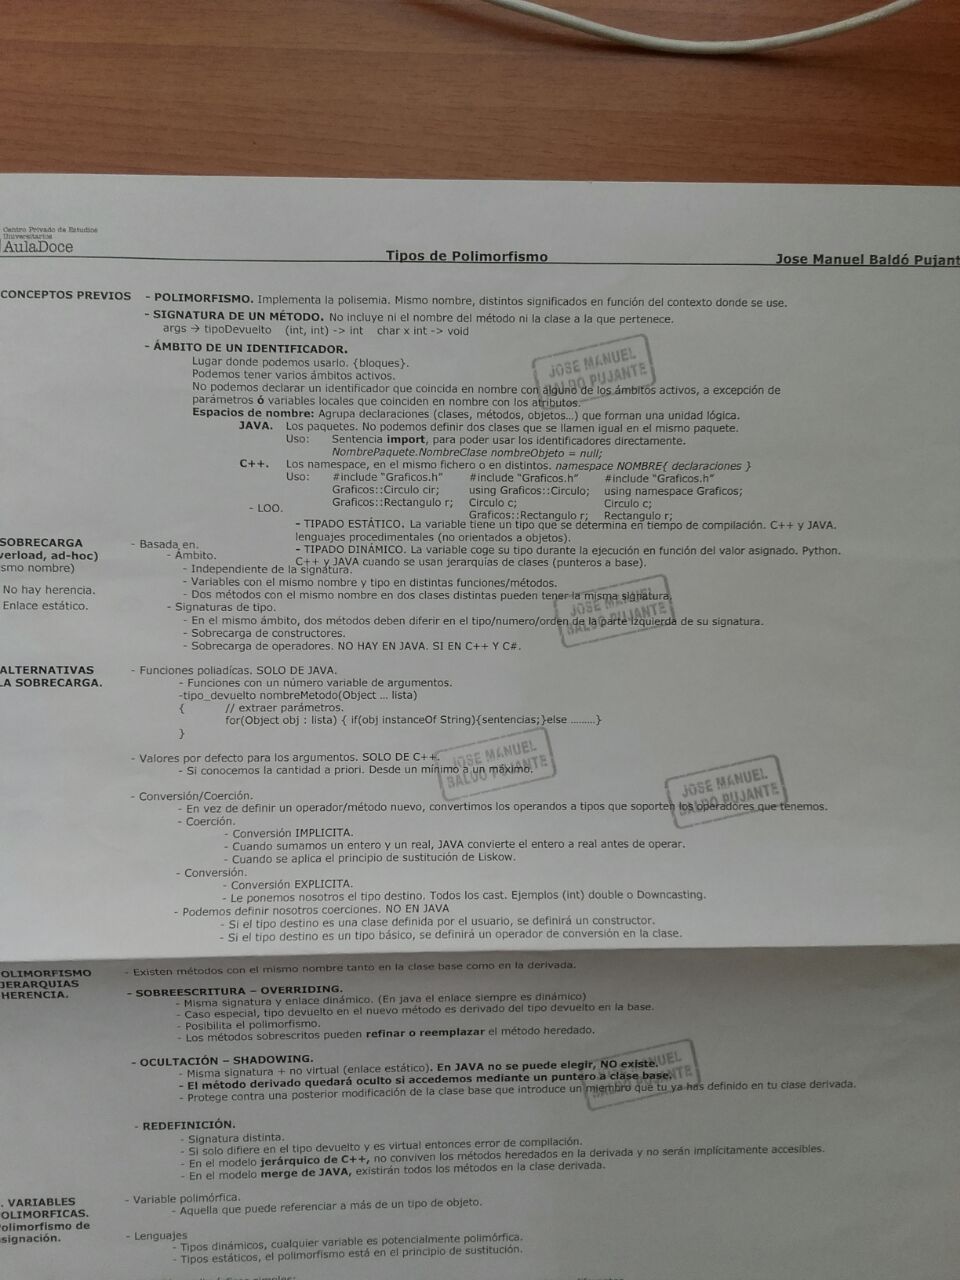 Centro Privado de Estudios
Universitarios
AulaDoce
Tipos de Polimorfismo
Jose Manuel Baldó Pujant
CONCEPTOS PREVIOS
- POLIMORFISMO. Implementa la polisemia. Mismo nombre, distintos significados en función del contexto donde se use.
- SIGNATURA DE UN MÉTODO. No incluye ni el nombre del método ni la clase a la que pertenece.
args → tipoDevuelto (int, int) -> int char x int -> void
- ÁMBITO DE UN IDENTIFICADOR.
Lugar donde podemos usarlo. {bloques}.
Podemos tener varios ámbitos activos.
No podemos declarar un identificador que coincida en nombre con alguno de los ámbitos activos, a excepción de
parámetros ó variables locales que coinciden en nombre con los atributos.
Espacios de nombre: Agrupa declaraciones (clases, métodos, objetos...) que forman una unidad lógica.
JAVA. Los paquetes. No podemos definir dos clases que se llamen igual en el mismo paquete.
Uso: Sentencia import, para poder usar los identificadores directamente.
NombrePaquete.NombreClase nombreObjeto = null;
C++. Los namespace, en el mismo fichero o en distintos. namespace NOMBRE{ declaraciones }
Uso: #include "Graficos.h" #include "Graficos.h" #include "Graficos.h"
Graficos::Circulo cir; using Graficos::Circulo; using namespace Graficos;
Graficos::Rectangulo r; Circulo c; Circulo c;
Graficos::Rectangulo r; Rectangulo r;
- LOO.
- TIPADO ESTÁTICO. La variable tiene un tipo que se determina en tiempo de compilación. C++ y JAVA.
lenguajes procedimentales (no orientados a objetos).
- TIPADO DINÁMICO. La variable coge su tipo durante la ejecución en función del valor asignado. Python.
C++ y JAVA cuando se usan jerarquías de clases (punteros a base).
SOBRECARGA
verload, ad-hoc)
smo nombre)
No hay herencia.
Enlace estático.
- Basada en.
- Ámbito.
- Independiente de la signatura.
- Variables con el mismo nombre y tipo en distintas funciones/métodos.
- Dos métodos con el mismo nombre en dos clases distintas pueden tener la misma signatura.
- Signaturas de tipo.
- En el mismo ámbito, dos métodos deben diferir en el tipo/numero/orden de la parte izquierda de su signatura.
- Sobrecarga de constructores.
- Sobrecarga de operadores. NO HAY EN JAVA. SI EN C++ Y C#.
ALTERNATIVAS
LA SOBRECARGA.
- Funciones poliadícas. SOLO DE JAVA.
- Funciones con un número variable de argumentos.
-tipo_devuelto nombreMetodo(Object ... lista)
{ // extraer parámetros.
for(Object obj : lista) { if(obj instanceOf String){sentencias;}else .........}
}
- Valores por defecto para los argumentos. SOLO DE C++.
- Si conocemos la cantidad a priori. Desde un mínimo a un máximo.
- Conversión/Coerción.
- En vez de definir un operador/método nuevo, convertimos los operandos a tipos que soporten los operadores que tenemos.
- Coerción.
- Conversión IMPLICITA.
- Cuando sumamos un entero y un real, JAVA convierte el entero a real antes de operar.
- Cuando se aplica el principio de sustitución de Liskow.
- Conversión.
- Conversión EXPLICITA.
- Le ponemos nosotros el tipo destino. Todos los cast. Ejemplos (int) double o Downcasting.
- Podemos definir nosotros coerciones. NO EN JAVA
- Si el tipo destino es una clase definida por el usuario, se definirá un constructor.
- Si el tipo destino es un tipo básico, se definirá un operador de conversión en la clase.
OLIMORFISMO
JERARQUIAS
HERENCIA.
- Existen métodos con el mismo nombre tanto en la clase base como en la derivada.
- SOBREESCRITURA – OVERRIDING.
- Misma signatura y enlace dinámico. (En java el enlace siempre es dinámico)
- Caso especial, tipo devuelto en el nuevo método es derivado del tipo devuelto en la base.
- Posibilita el polimorfismo.
- Los métodos sobrescritos pueden refinar o reemplazar el método heredado.
- OCULTACIÓN – SHADOWING.
- Misma signatura + no virtual (enlace estático). En JAVA no se puede elegir, NO existe.
- El método derivado quedará oculto si accedemos mediante un puntero a clase base.
- Protege contra una posterior modificación de la clase base que introduce un miembro que tu ya has definido en tu clase derivada.
- REDEFINICIÓN.
- Signatura distinta.
- Si solo difiere en el tipo devuelto y es virtual entonces error de compilación.
- En el modelo jerárquico de C++, no conviven los métodos heredados en la derivada y no serán implícitamente accesibles.
- En el modelo merge de JAVA, existirán todos los métodos en la clase derivada.
. VARIABLES
OLIMORFICAS.
olimorfismo de
signación.
- Variable polimórfica.
- Aquella que puede referenciar a más de un tipo de objeto.
- Lenguajes
- Tipos dinámicos, cualquier variable es potencialmente polimórfica.
- Tipos estáticos, el polimorfismo está en el principio de sustitución.
JOSE MANUEL
BALDO PUJANTE
JOSE MANUEL
BALDO PUJANTE
JOSE MANUEL
BALDO PUJANTE
JOSE MANUEL
BALDO PUJANTE